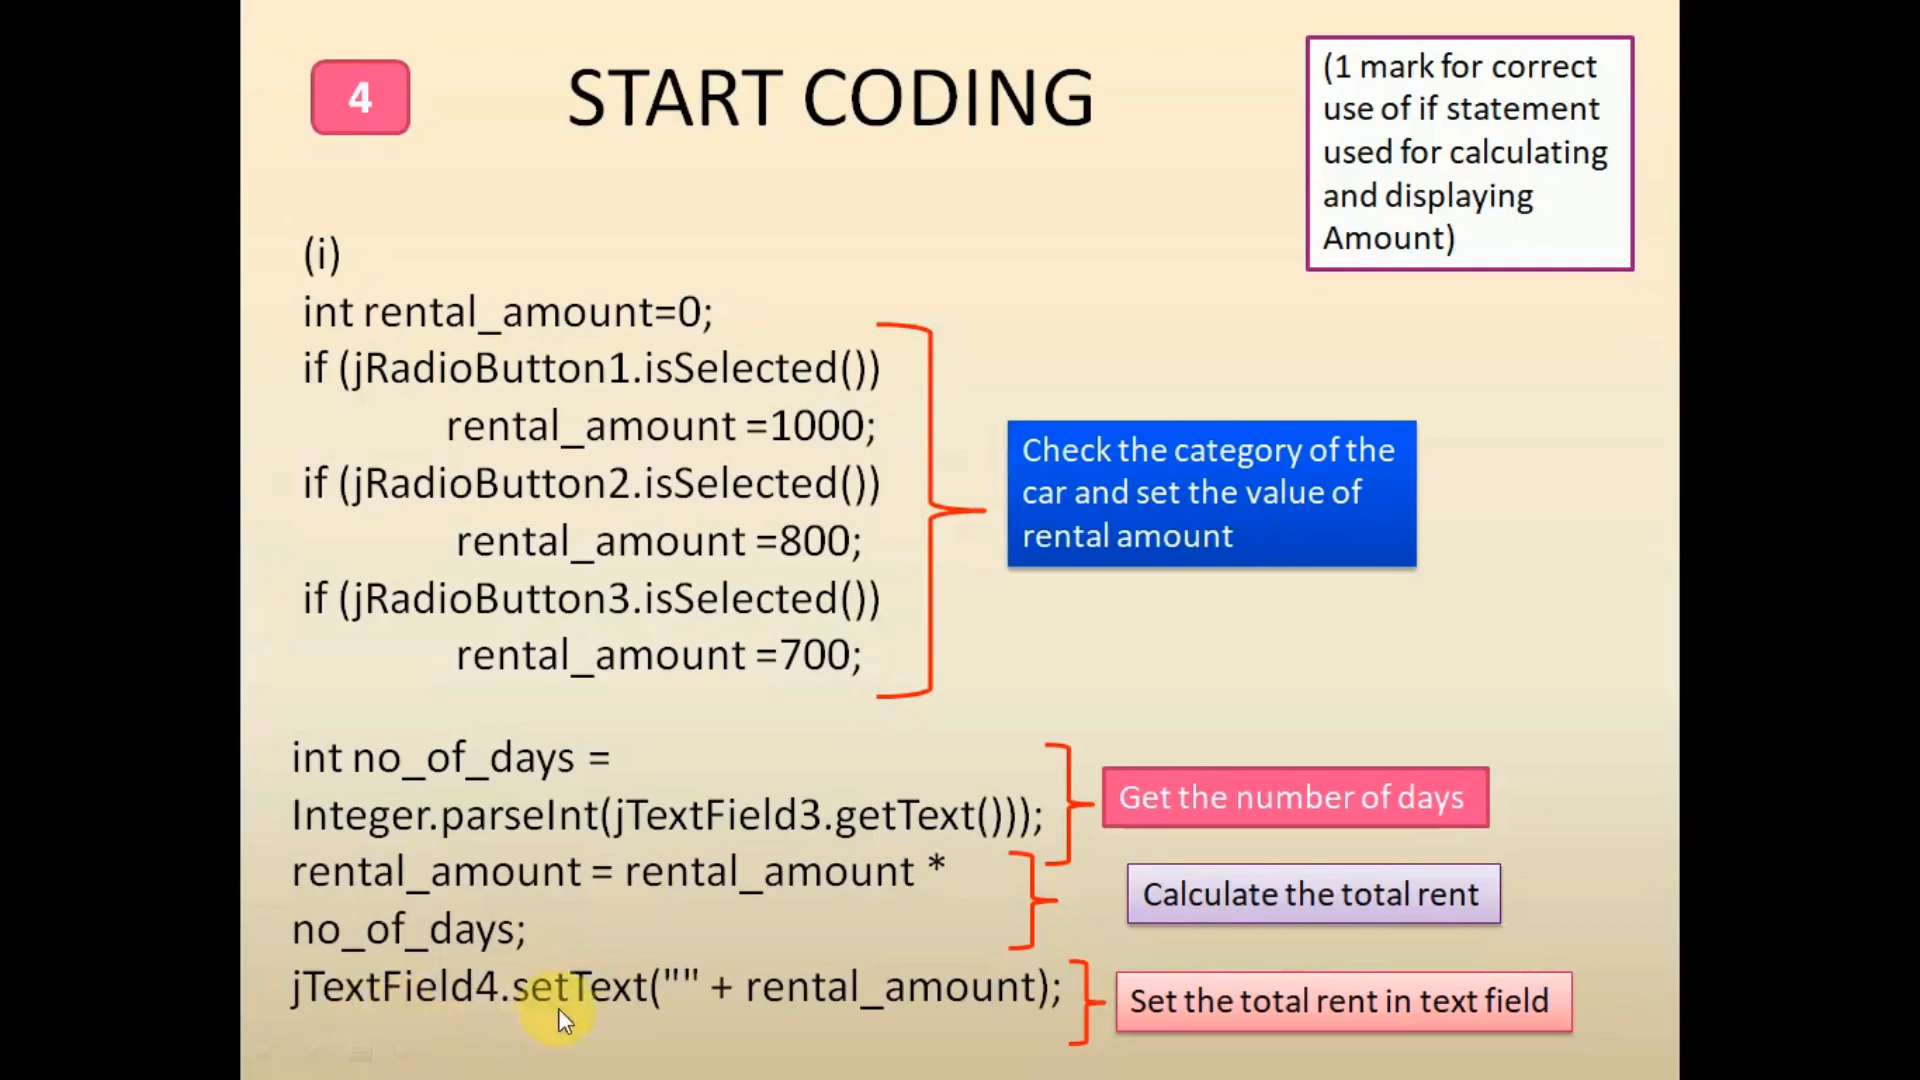 4
START CODING
(1 mark for correct
use of if statement
used for calculating
and displaying
Amount)
(i)
int rental_amount=0;
if (jRadioButton1.isSelected())
rental_amount =1000;
if (jRadioButton2.isSelected())
rental_amount =800;
if (jRadioButton3.isSelected())
rental_amount =700;
Check the category of the
car and set the value of
rental amount
int no_of_days =
Integer.parseInt(jTextField3.getText()));
Get the number of days
rental_amount = rental_amount *
no_of_days;
Calculate the total rent
jTextField4.setText("" + rental_amount);
Set the total rent in text field